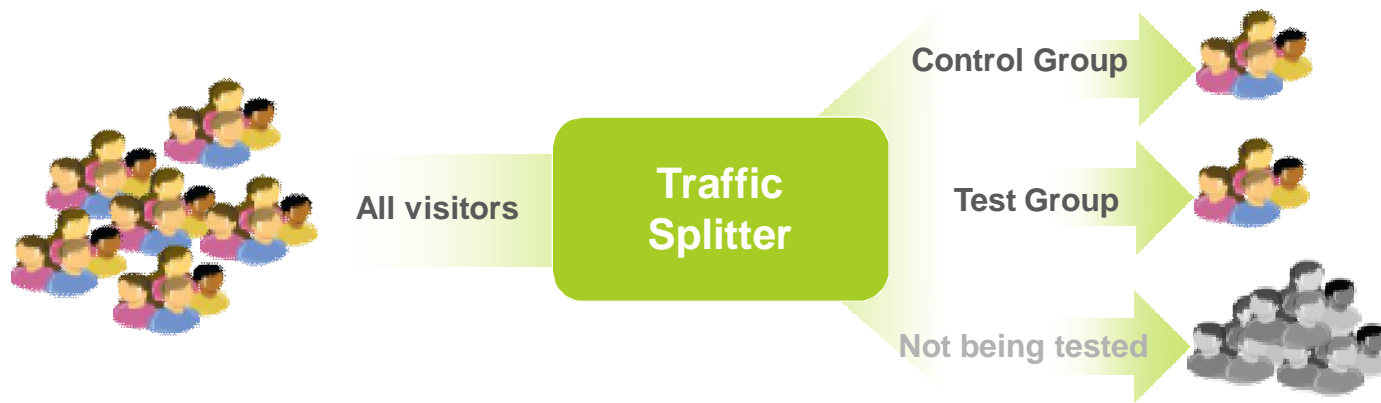 All visitors
Traffic
Splitter
Control Group
Test Group
Not being tested